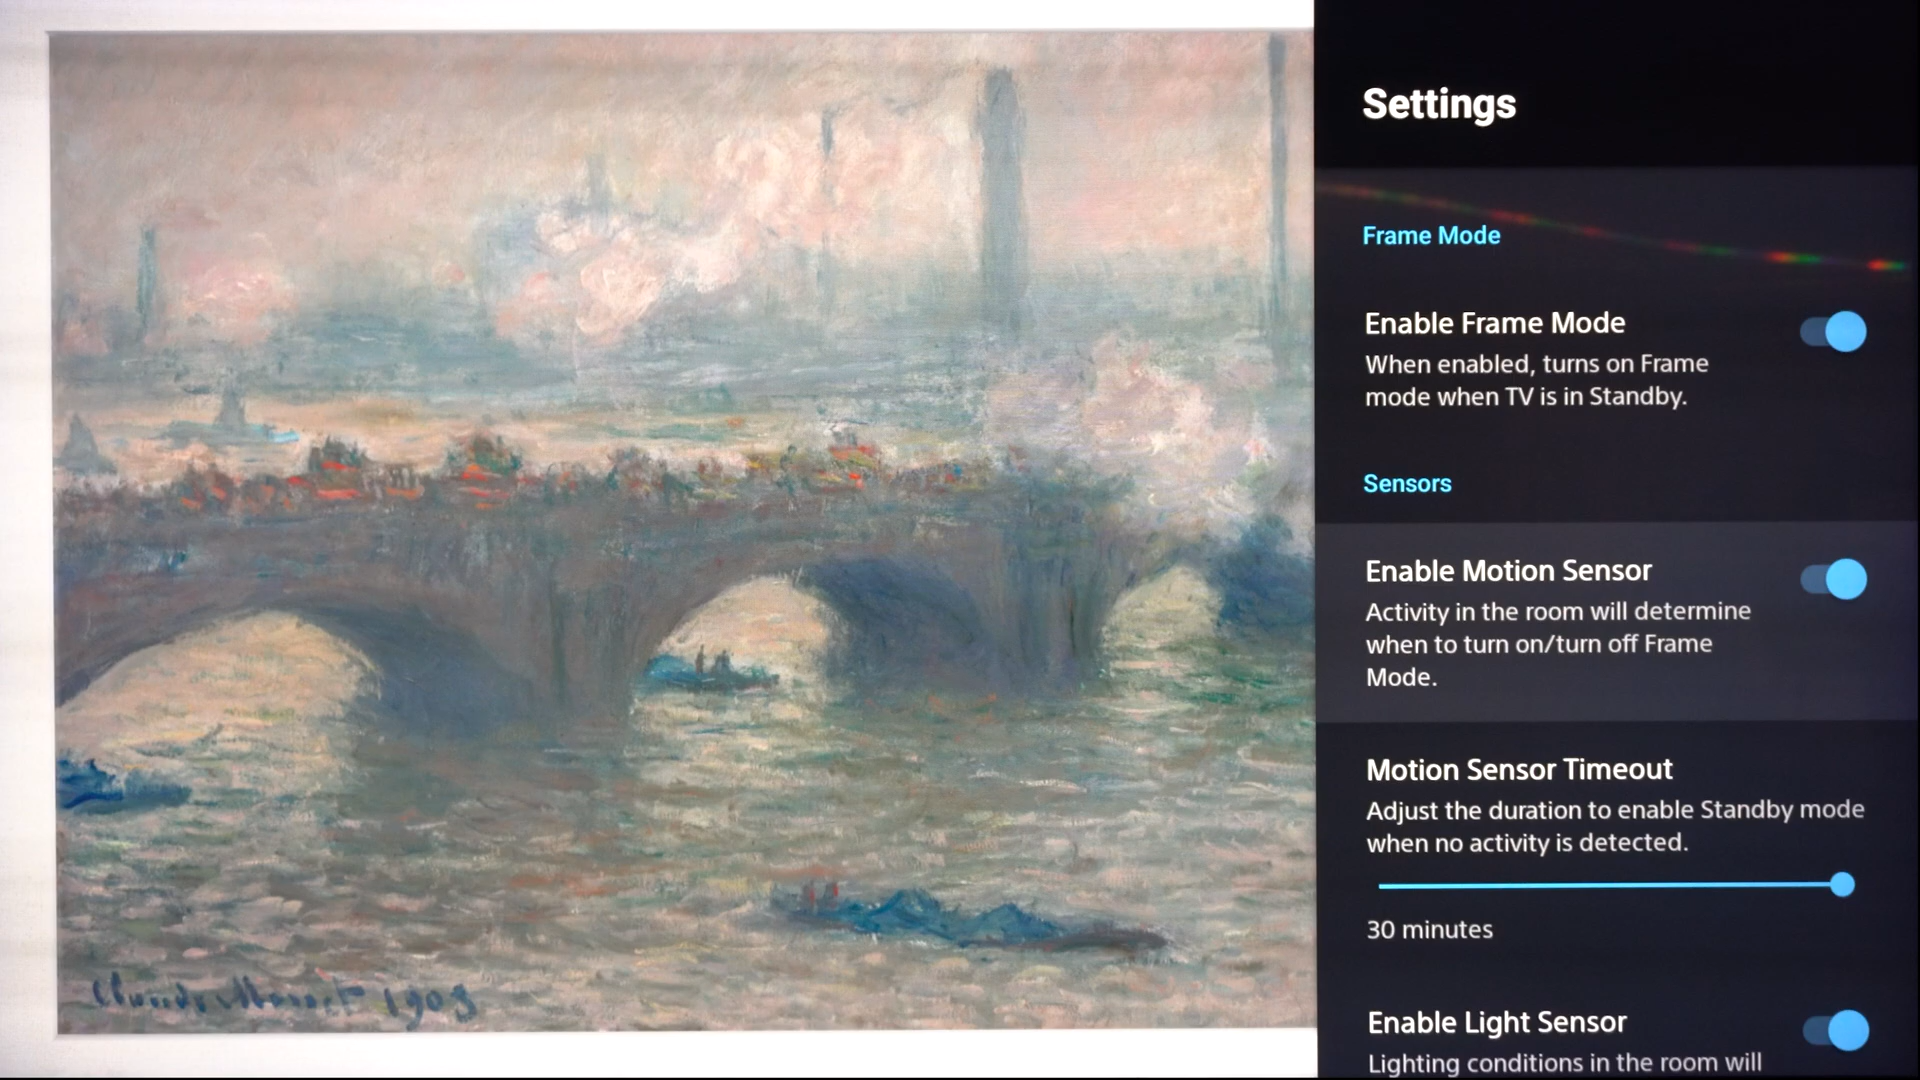 Settings
Frame Mode
Enable Frame Mode
When enabled, turns on Frame
mode when TV is in Standby.
Sensors
Enable Motion Sensor
Activity in the room will determine
when to turn on/turn off Frame
Mode.
Motion Sensor Timeout
Adjust the duration to enable Standby mode
when no activity is detected.
30 minutes
Enable Light Sensor
Lighting conditions in the room will
Claude Monet 1903